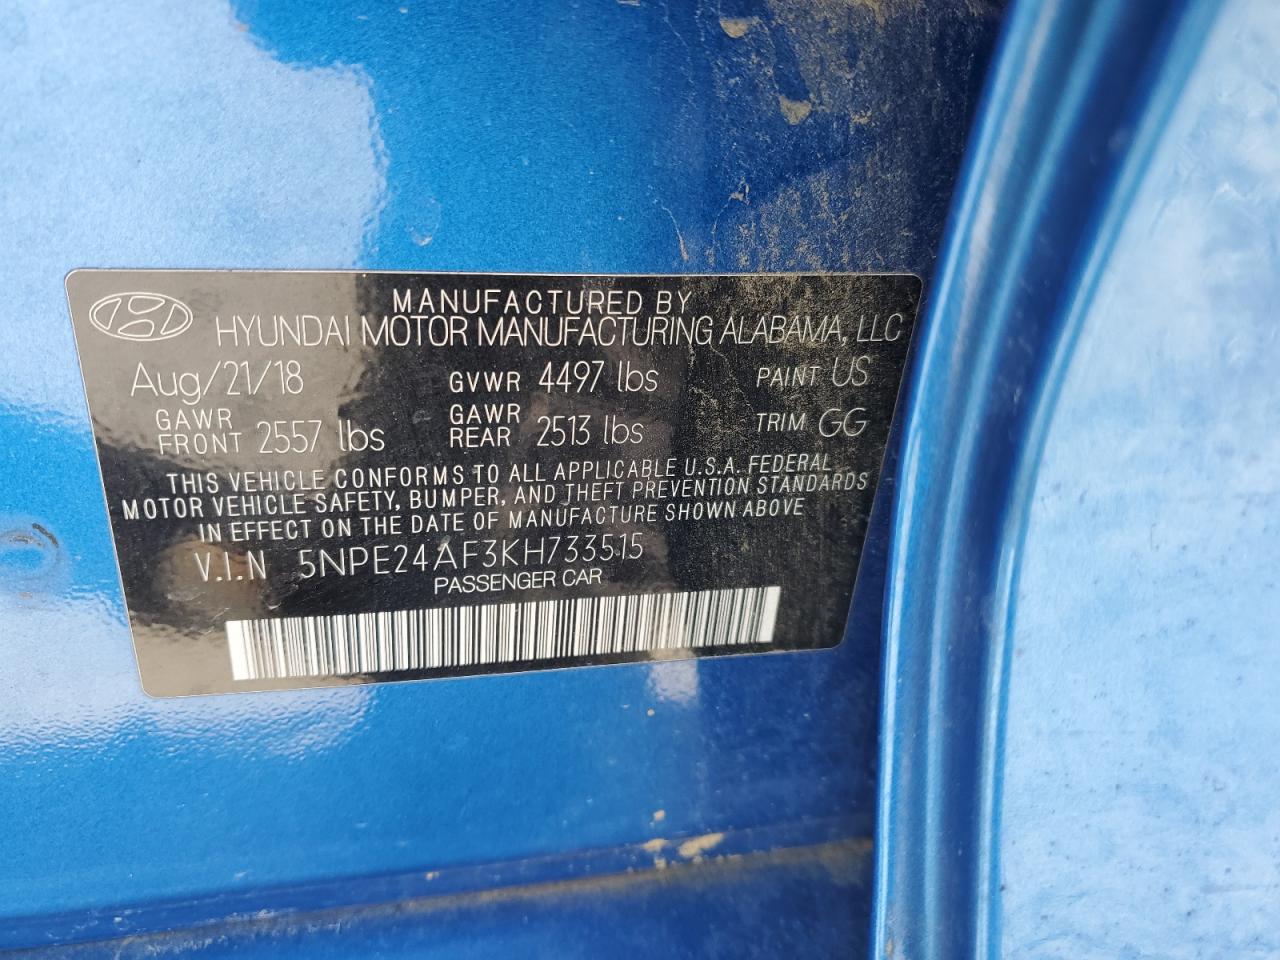 MANUFACTURED BY
HYUNDAI MOTOR MANUFACTURING ALABAMA, LLC
Aug/21/18 GVWR 4497 lbs PAINT US
GAWR FRONT 2557 lbs GAWR REAR 2513 lbs TRIM GG
THIS VEHICLE CONFORMS TO ALL APPLICABLE U.S.A. FEDERAL
MOTOR VEHICLE SAFETY, BUMPER, AND THEFT PREVENTION STANDARDS
IN EFFECT ON THE DATE OF MANUFACTURE SHOWN ABOVE
V.I.N 5NPE24AF3KH733515
PASSENGER CAR